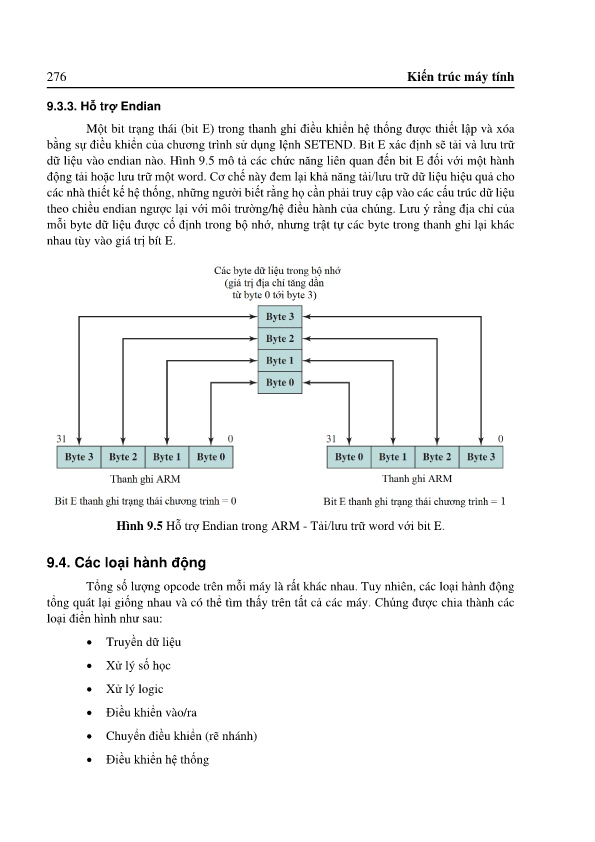 276
Kiến trúc máy tính
9.3.3. Hỗ trợ Endian
Một bit trạng thái (bit E) trong thanh ghi điều khiển hệ thống được thiết lập và xóa
bằng sự điều khiển của chương trình sử dụng lệnh SETEND. Bit E xác định sẽ tải và lưu trữ
dữ liệu vào endian nào. Hình 9.5 mô tả các chức năng liên quan đến bit E đối với một hành
động tải hoặc lưu trữ một word. Cơ chế này đem lại khả năng tải/lưu trữ dữ liệu hiệu quả cho
các nhà thiết kế hệ thống, những người biết rằng họ cần phải truy cập vào các cấu trúc dữ liệu
theo chiều endian ngược lại với môi trường/hệ điều hành của chúng. Lưu ý rằng địa chỉ của
mỗi byte dữ liệu được cố định trong bộ nhớ, nhưng trật tự các byte trong thanh ghi lại khác
nhau tùy vào giá trị bít E.
Các byte dữ liệu trong bộ nhớ
(giá trị địa chỉ tăng dần
từ byte 0 tới byte 3)
Byte 3
Byte 2
Byte 1
Byte 0
31 0
Byte 3 Byte 2 Byte 1 Byte 0
Thanh ghi ARM
Bit E thanh ghi trạng thái chương trình = 0
31 0
Byte 0 Byte 1 Byte 2 Byte 3
Thanh ghi ARM
Bit E thanh ghi trạng thái chương trình = 1
Hình 9.5 Hỗ trợ Endian trong ARM - Tải/lưu trữ word với bit E.
9.4. Các loại hành động
Tổng số lượng opcode trên mỗi máy là rất khác nhau. Tuy nhiên, các loại hành động
tổng quát lại giống nhau và có thể tìm thấy trên tất cả các máy. Chúng được chia thành các
loại điển hình như sau:
• Truyền dữ liệu
• Xử lý số học
• Xử lý logic
• Điều khiển vào/ra
• Chuyển điều khiển (rẽ nhánh)
• Điều khiển hệ thống